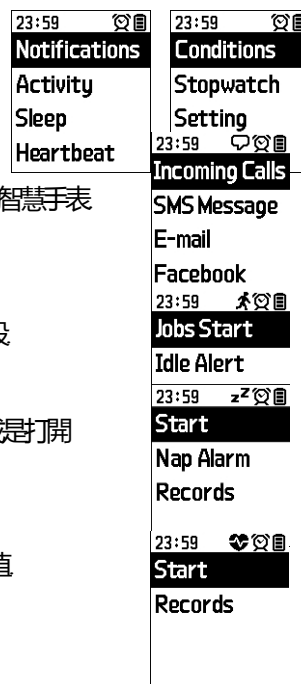 23:59
Notifications
Activity
Sleep
Heartbeat
23:59
Conditions
Stopwatch
Setting
智慧手表
23:59
Incoming Calls
SMS Message
E-mail
Facebook
23:59
Jobs Start
Idle Alert
是打開
23:59 zZ
Start
Nap Alarm
Records
值
23:59
Start
Records